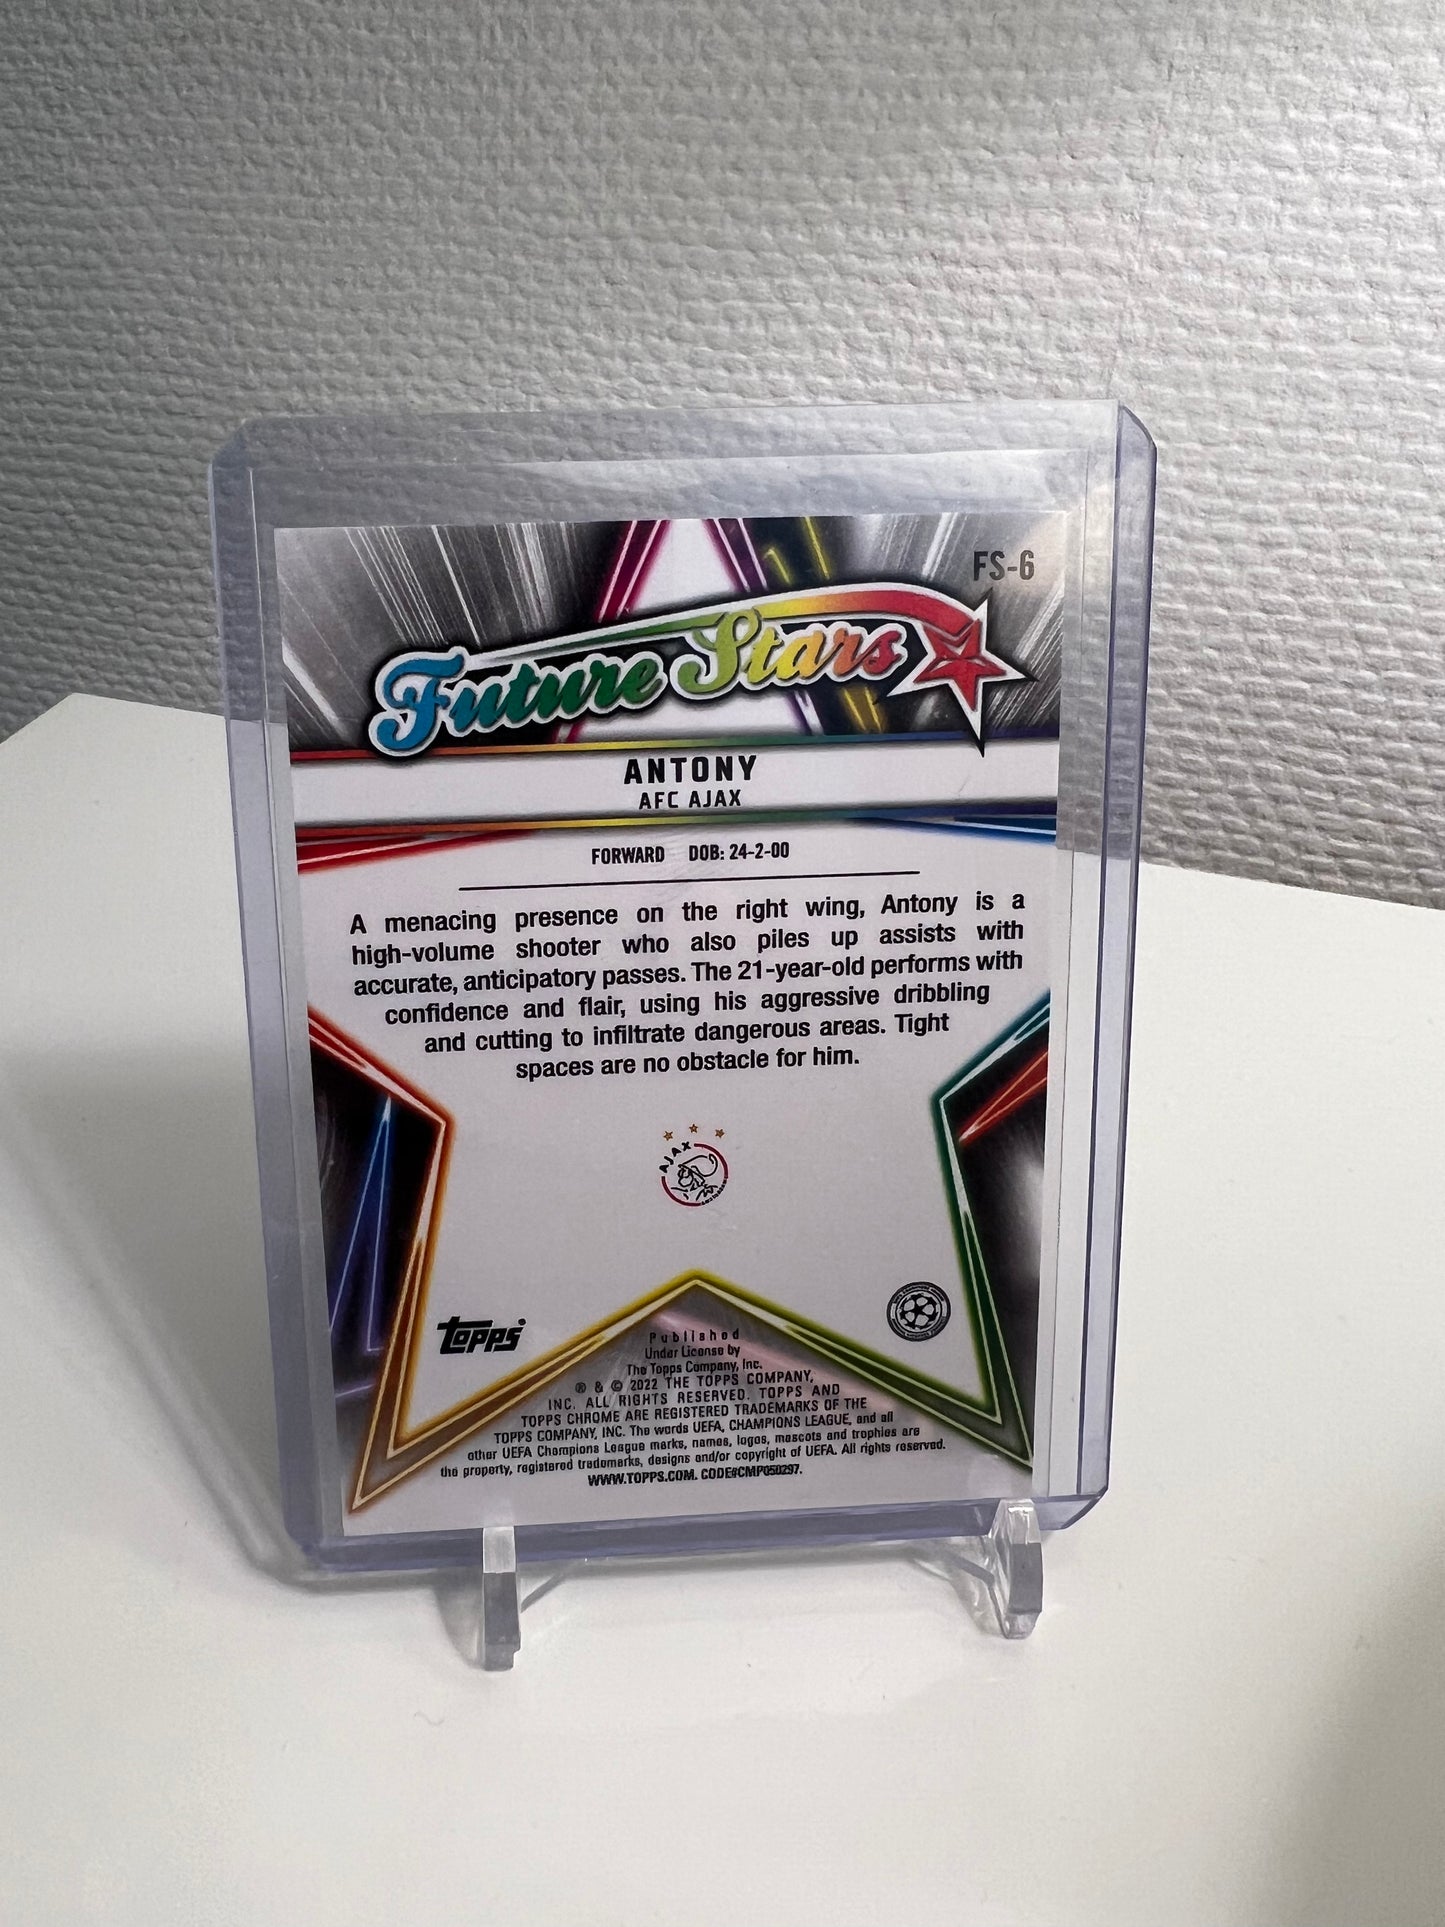 FS-6
Future Stars
ANTONY
AFC AJAX
FORWARD DOB: 24-2-00
A menacing presence on the right wing, Antony is a
high-volume shooter who also piles up assists with
accurate, anticipatory passes. The 21-year-old performs with
confidence and flair, using his aggressive dribbling
and cutting to infiltrate dangerous areas. Tight
spaces are no obstacle for him.
AJAX
topps
Published
Under License by
The Topps Company, Inc.
® & © 2022 THE TOPPS COMPANY,
INC. ALL RIGHTS RESERVED. TOPPS AND
TOPPS CHROME ARE REGISTERED TRADEMARKS OF THE
TOPPS COMPANY, INC. The words UEFA, CHAMPIONS LEAGUE, and all
other UEFA Champions League marks, names, logos, mascots and trophies are
the property, registered trademarks, designs and/or copyright of UEFA. All rights reserved.
WWW.TOPPS.COM. CODE#CMP050297.